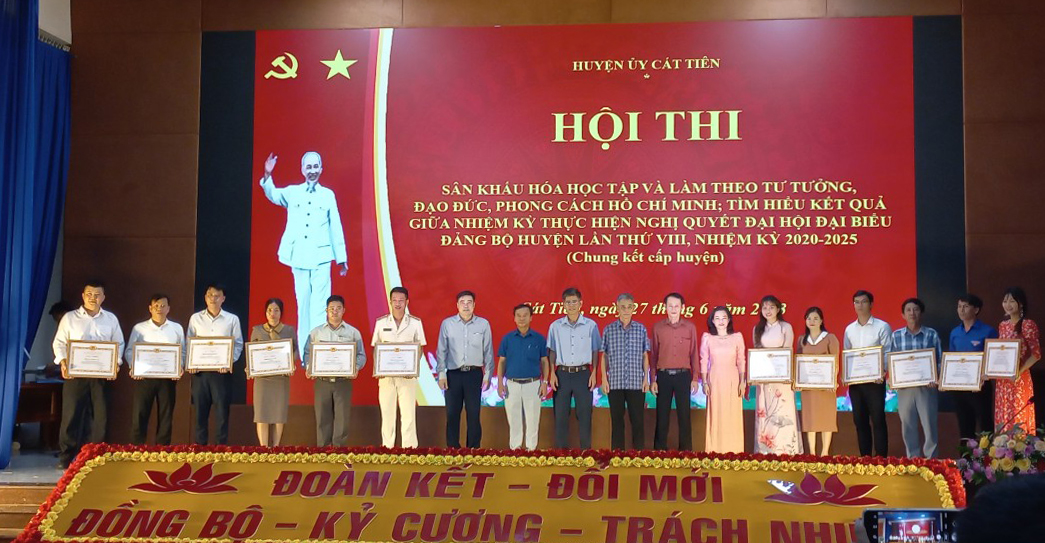 HUYỆN ỦY CÁT TIÊN
HỘI THI
SÂN KHẤU HÓA HỌC TẬP VÀ LÀM THEO TƯ TƯỞNG,
ĐẠO ĐỨC, PHONG CÁCH HỒ CHÍ MINH; TÌM HIỂU KẾT QUẢ
GIỮA NHIỆM KỲ THỰC HIỆN NGHỊ QUYẾT ĐẠI HỘI ĐẠI BIỂU
ĐẢNG BỘ HUYỆN LẦN THỨ VIII, NHIỆM KỲ 2020-2025
(Chung kết cấp huyện)
ngày 27 tháng 6 năm
ĐOÀN KẾT - ĐỔI MỚI
ĐỒNG BỘ - KỶ CƯƠNG - TRÁCH